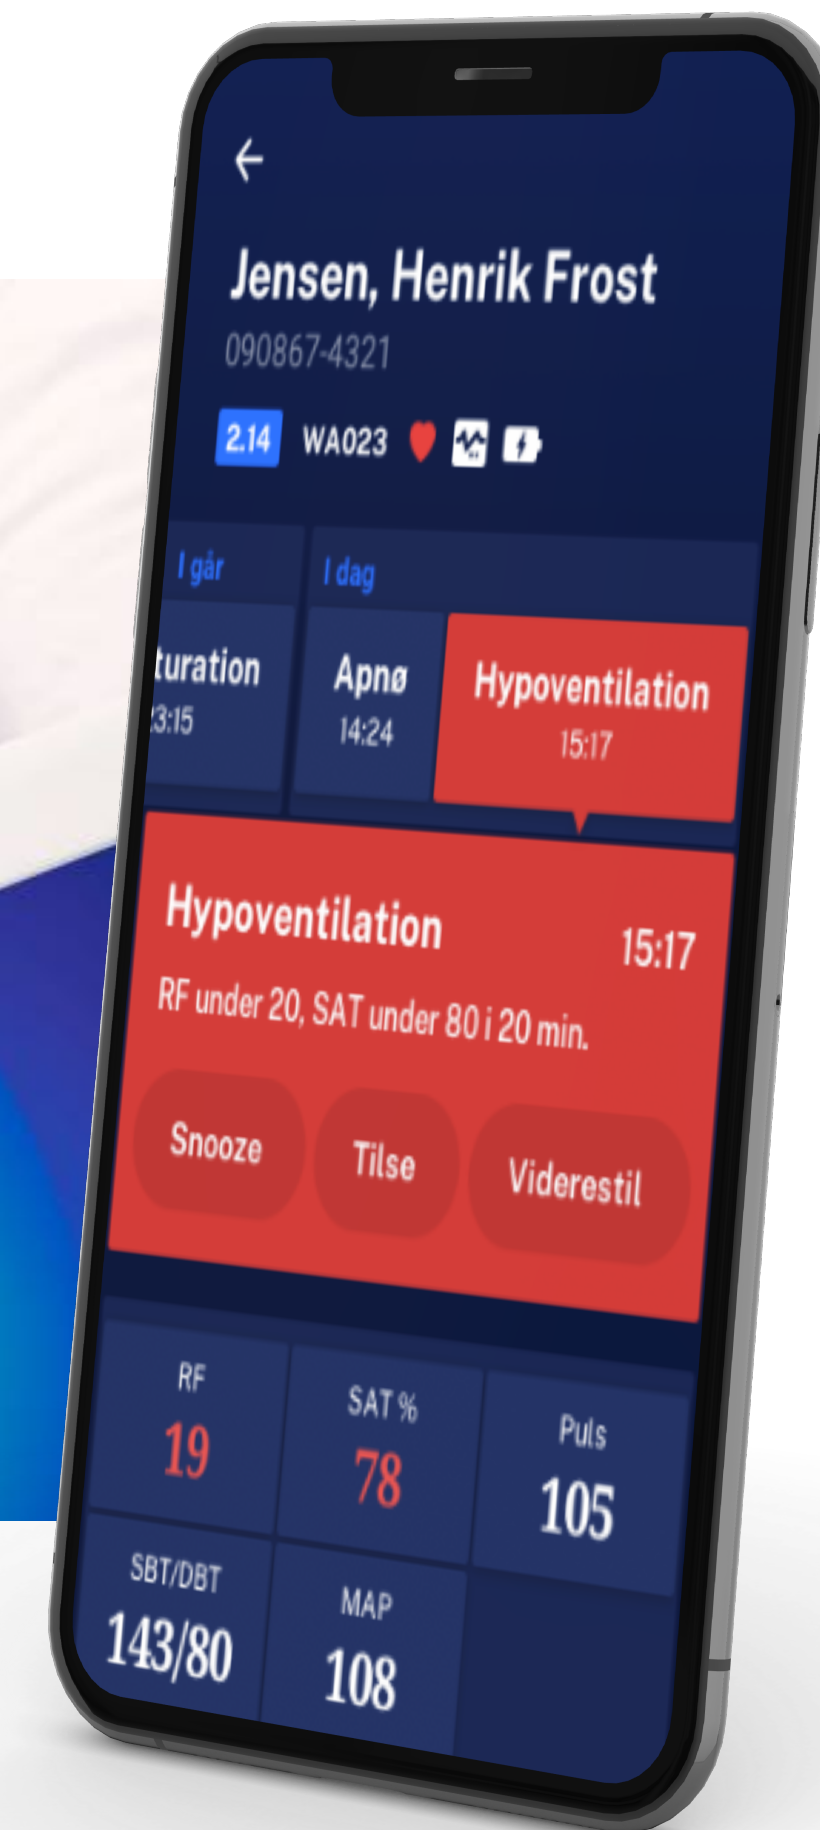 Jensen, Henrik Frost
090867-4321
2.14 WA023
I går I dag
turation Apnø Hypoventilation
23:15 14:24 15:17
Hypoventilation 15:17
RF under 20, SAT under 80 i 20 min.
Snooze Tilse Viderestil
RF SAT % Puls
19 78 105
SBT/DBT MAP
143/80 108